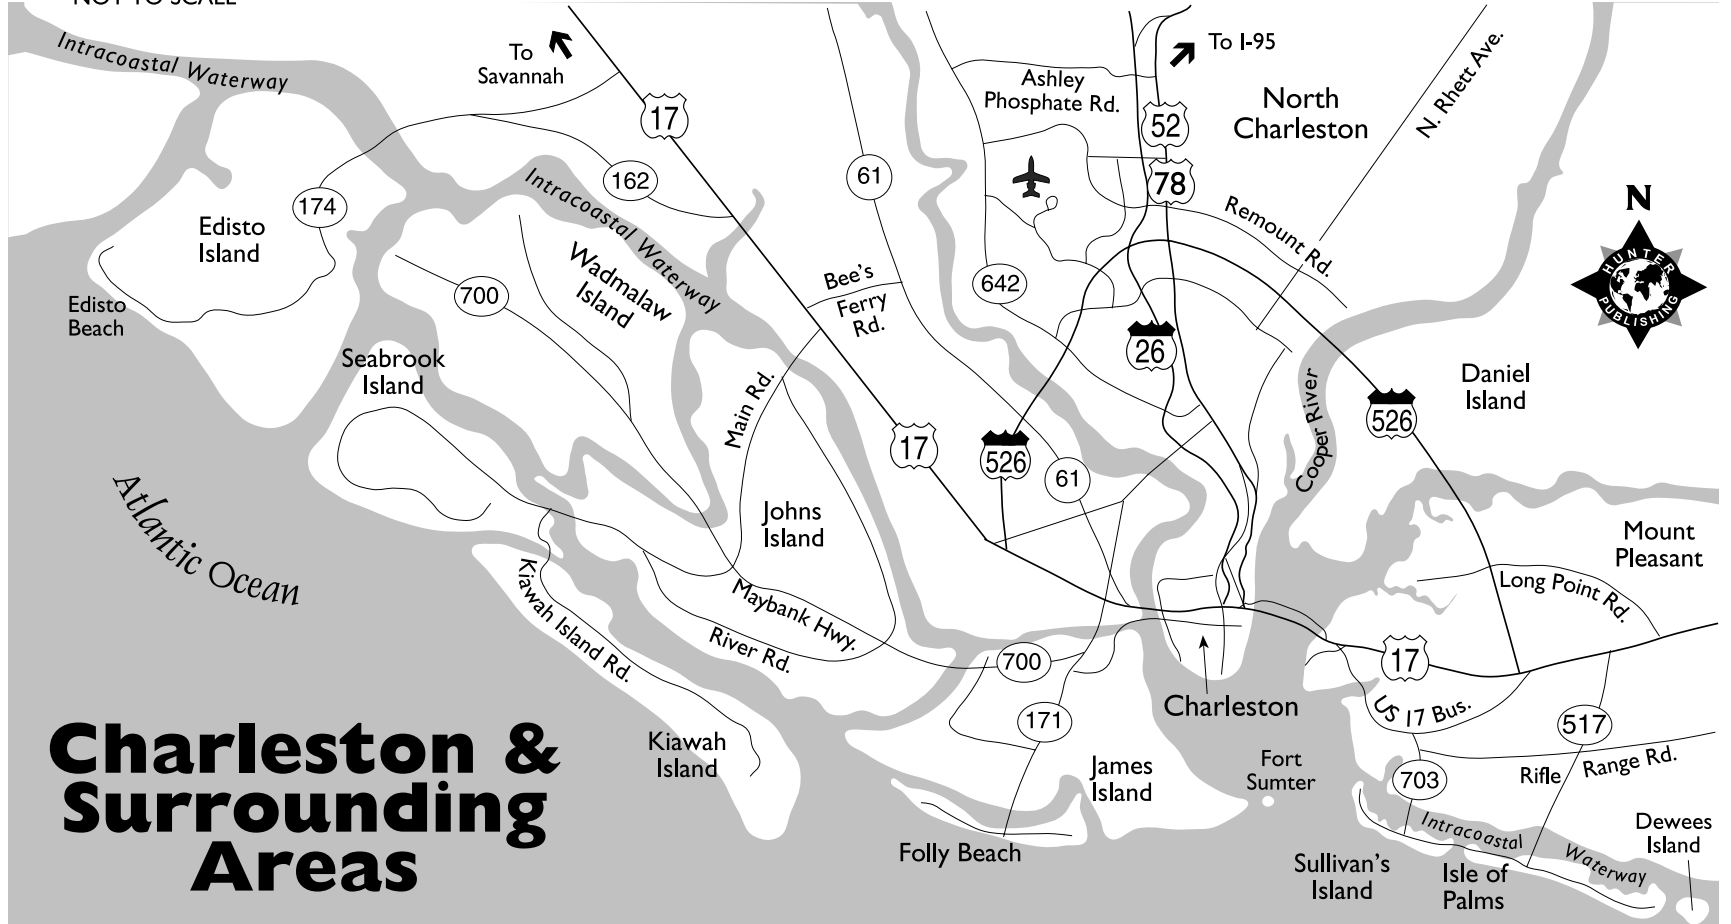 NOT TO SCALE
Intracoastal Waterway
To
Savannah
17
To I-95
Ashley
Phosphate Rd.
52
North
Charleston
N. Rhett Ave.
162
61
78
174
Intracoastal Waterway
Remount Rd.
N
Edisto
Island
Wadmalaw
Island
700
Bee's
Ferry
Rd.
642
HUNTER
PUBLISHING
Edisto
Beach
Seabrook
Island
26
Cooper River
Daniel
Island
526
Main Rd.
17
526
61
Atlantic Ocean
Johns
Island
Mount
Pleasant
Kiawah Island Rd.
Maybank Hwy.
River Rd.
Long Point Rd.
700
17
Charleston
US 17 Bus.
171
517
Kiawah
Island
James
Island
Fort
Sumter
703
Rifle Range Rd.
Charleston &
Surrounding
Areas
Folly Beach
Intracoastal Waterway
Dewees
Island
Sullivan's
Island
Isle of
Palms